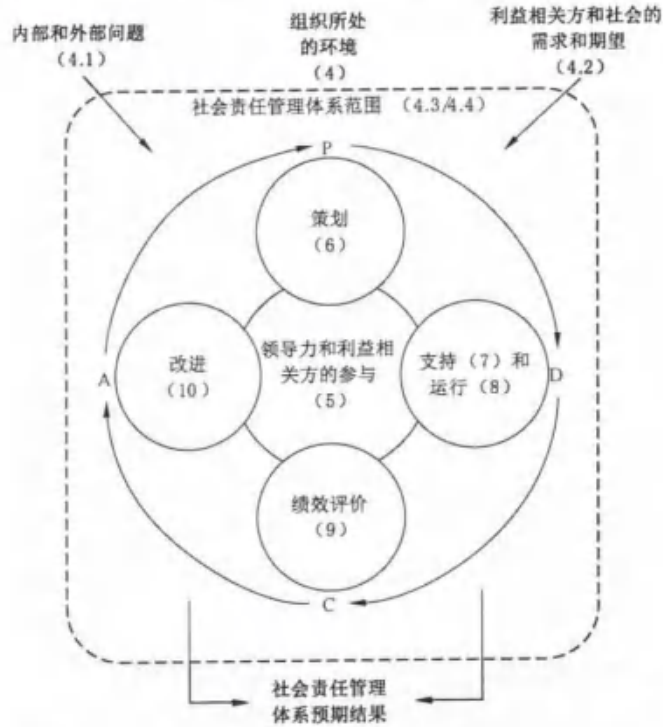 内部和外部问题
（4.1）
组织所处
的环境
（4）
利益相关方和社会的
需求和期望
（4.2）
社会责任管理体系范围 （4.3/4.4）
P
策划
（6）
A
改进
（10）
领导力和利益相
关方的参与
（5）
支持（7）和
运行（8）
D
绩效评价
（9）
C
社会责任管理
体系预期结果